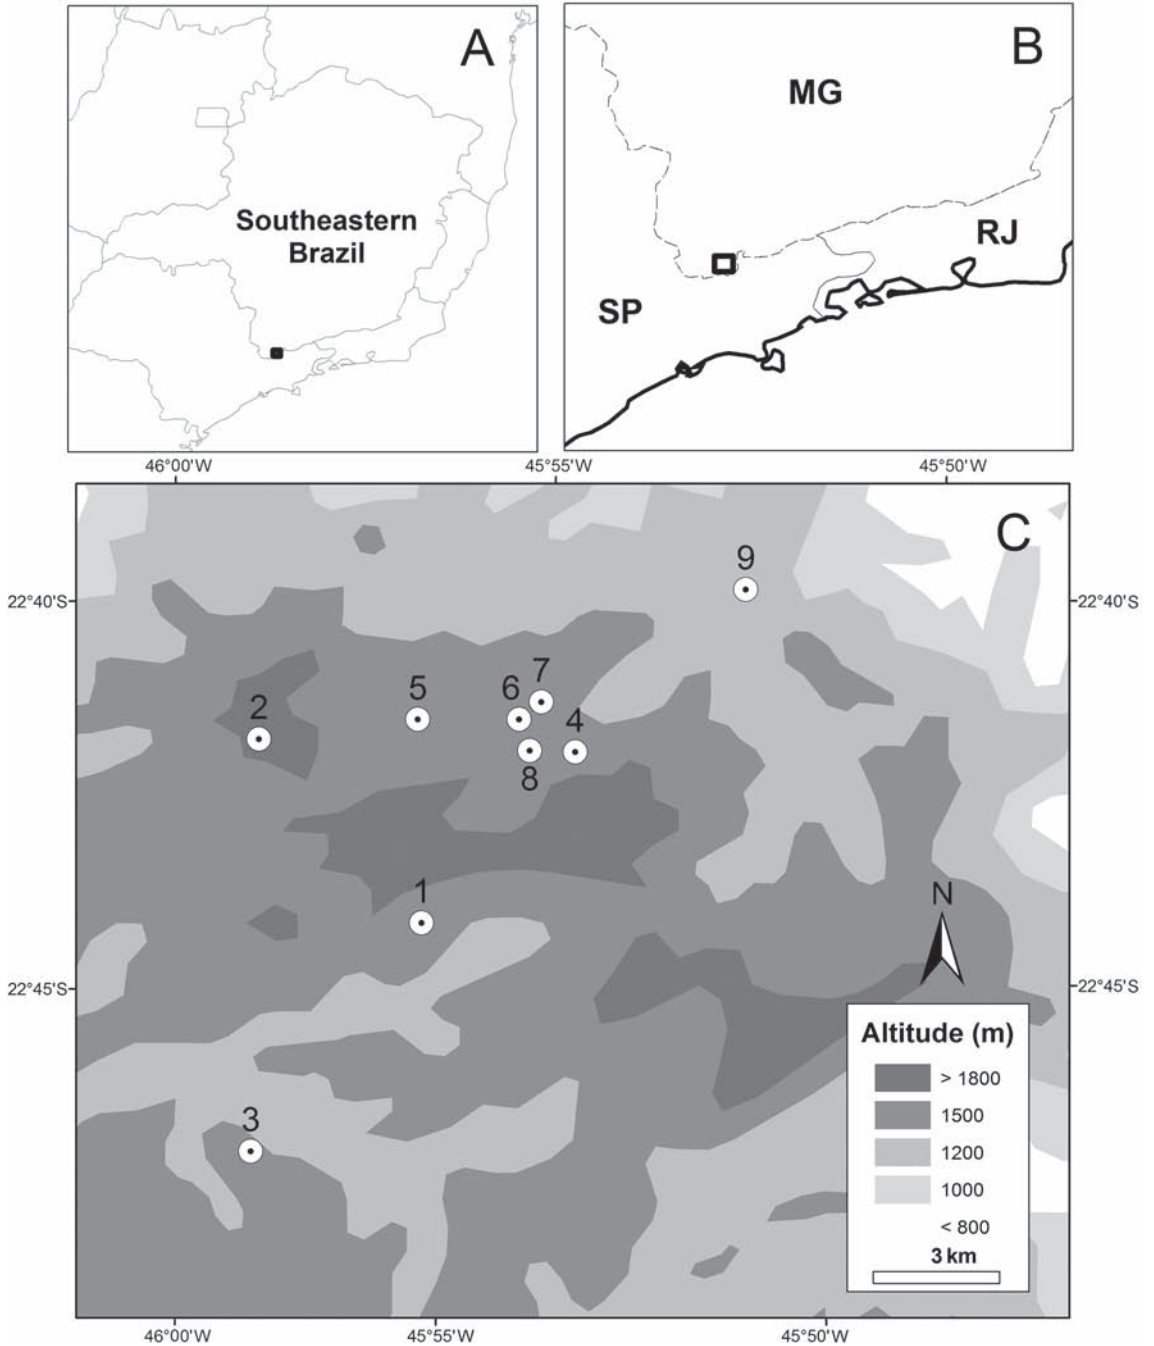 A
Southeastern
Brazil
B
MG
RJ
SP
46°00'W
45°55'W
45°50'W
C
9
22°40'S
22°40'S
7
5
6
2
4
8
1
N
22°45'S
22°45'S
Altitude (m)
> 1800
1500
3
1200
1000
< 800
3 km
46°00'W
45°55'W
45°50'W